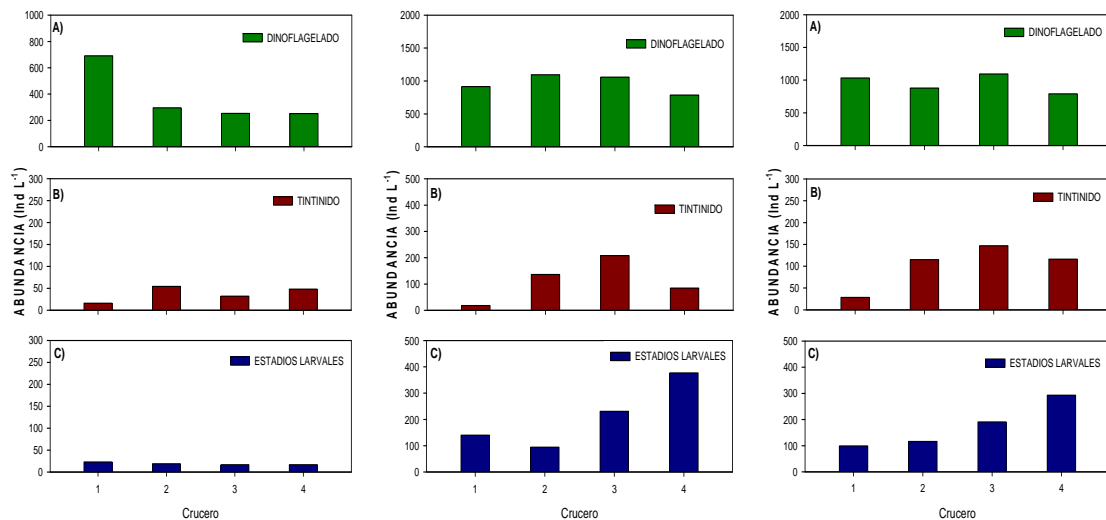 A)
DINOFLAGELADO
1000
800
600
400
200
0
B)
TINTINIDO
300
250
200
150
100
50
0
C)
ESTADIOS LARVALES
300
250
200
150
100
50
0
1 2 3 4
Crucero
ABUNDANCIA (Ind L-1)
DINOFLAGELADO
2000
1500
1000
500
0
B)
TINTINIDO
500
400
300
200
100
0
C)
ESTADIOS LARVALES
500
400
300
200
100
0
1 2 3 4
Crucero
ABUNDANCIA (Ind L-1)
A)
DINOFLAGELADO
2000
1500
1000
500
0
B)
TINTINIDO
300
250
200
150
100
50
0
C)
ESTADIOS LARVALES
500
400
300
200
100
0
1 2 3 4
Crucero
ABUNDANCIA (Ind L-1)